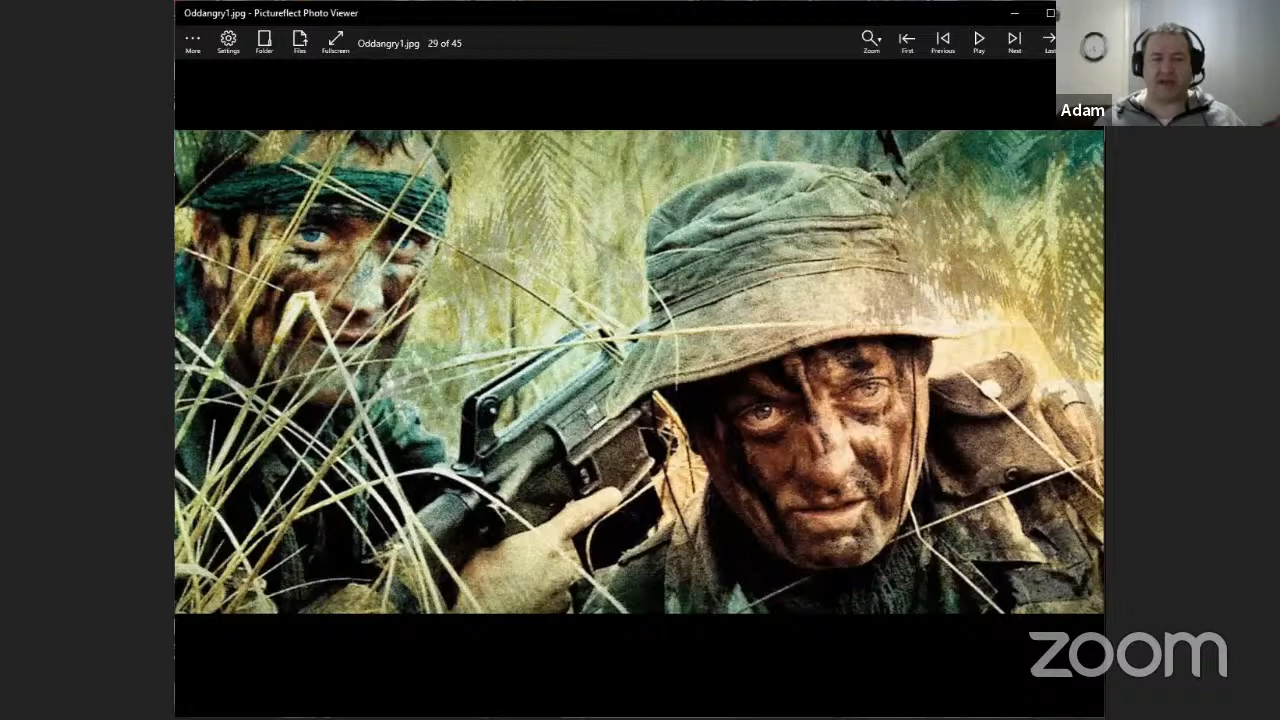 Oddangry1.jpg - Pictureflect Photo Viewer
More
Settings
Folder
Files
Fullscreen
Oddangry1.jpg 29 of 45
Zoom
First
Previous
Play
Next
Last
Adam
zoom